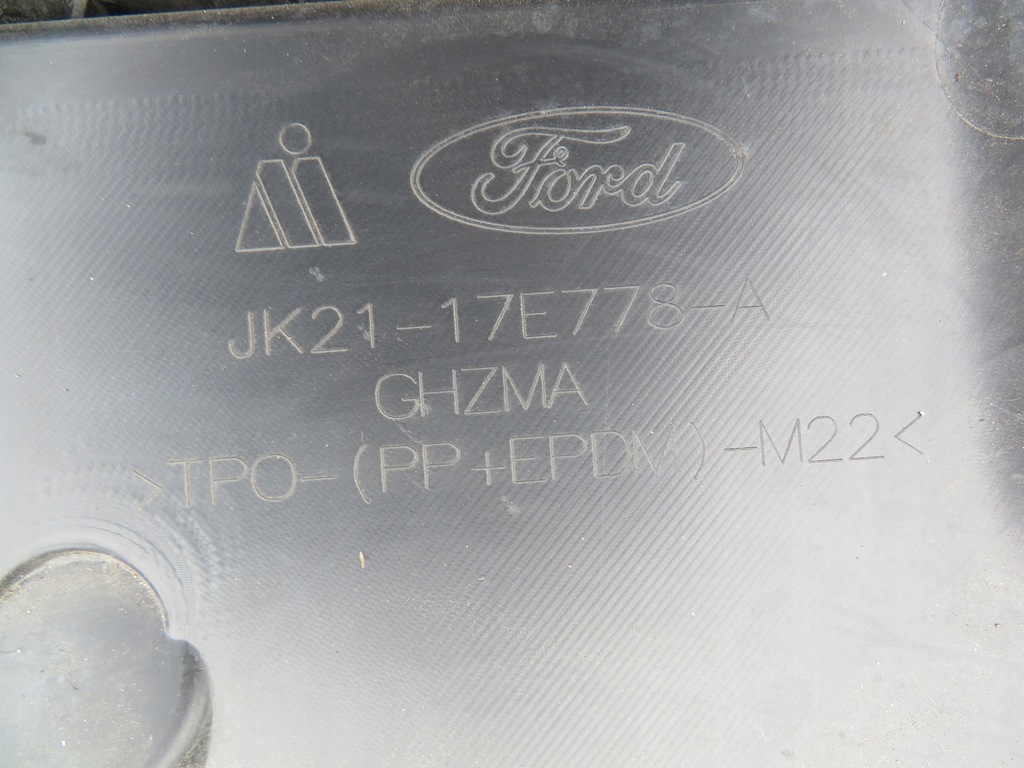 Ford
JK21-17E778-A
GHZMA
>TPO-(PP+EPDM)-M22<